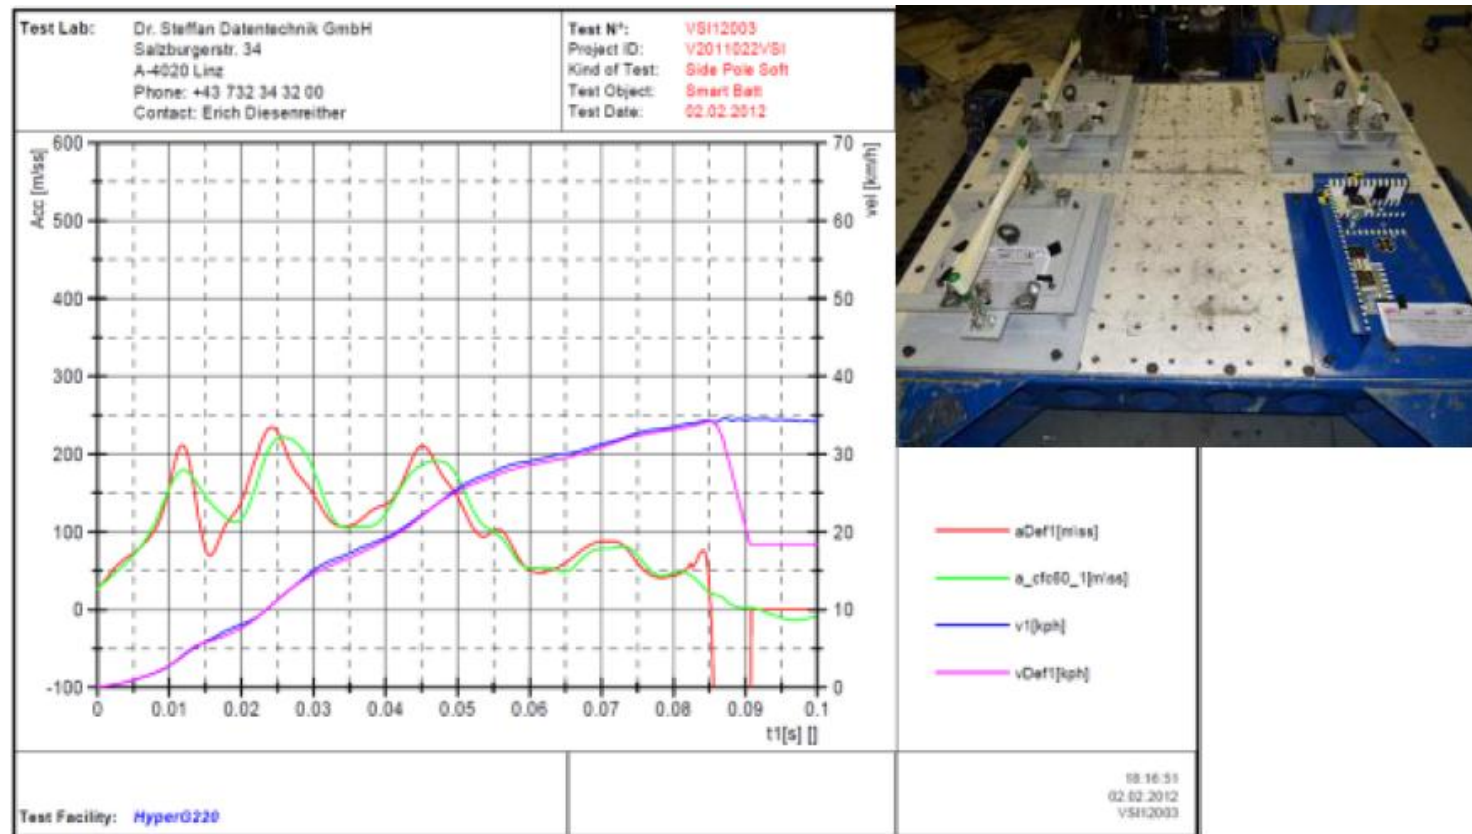 Test Lab: Dr. Steffan Datentechnik GmbH
Salzburgerstr. 34
A-4020 Linz
Phone: +43 732 34 32 00
Contact: Erich Diesenreither
Test N°: VSI12003
Project ID: V2011022VSI
Kind of Test: Side Pole Soft
Test Object: Smart Batt
Test Date: 02.02.2012
Acc [m/ss]
600
500
400
300
200
100
0
-100
vel [km/h]
70
60
50
40
30
20
10
0
0 0.01 0.02 0.03 0.04 0.05 0.06 0.07 0.08 0.09 0.1
t1[s] []
aDef1[m\ss]
a_cfc60_1[m\ss]
v1[kph]
vDef1[kph]
Test Facility: HyperG220
18:16:51
02.02.2012
VSI12003